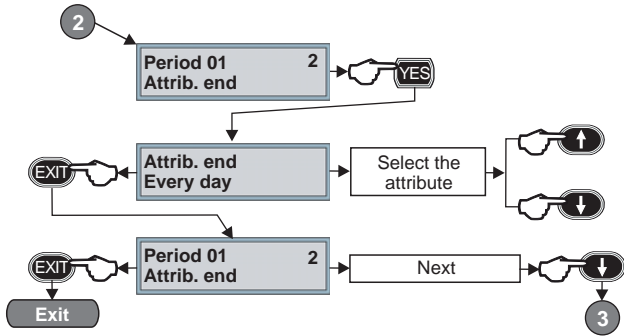 2
Period 01 2
Attrib. end
YES
Attrib. end
Every day
EXIT
Select the
attribute
Period 01 2
Attrib. end
EXIT
Next
Exit
3